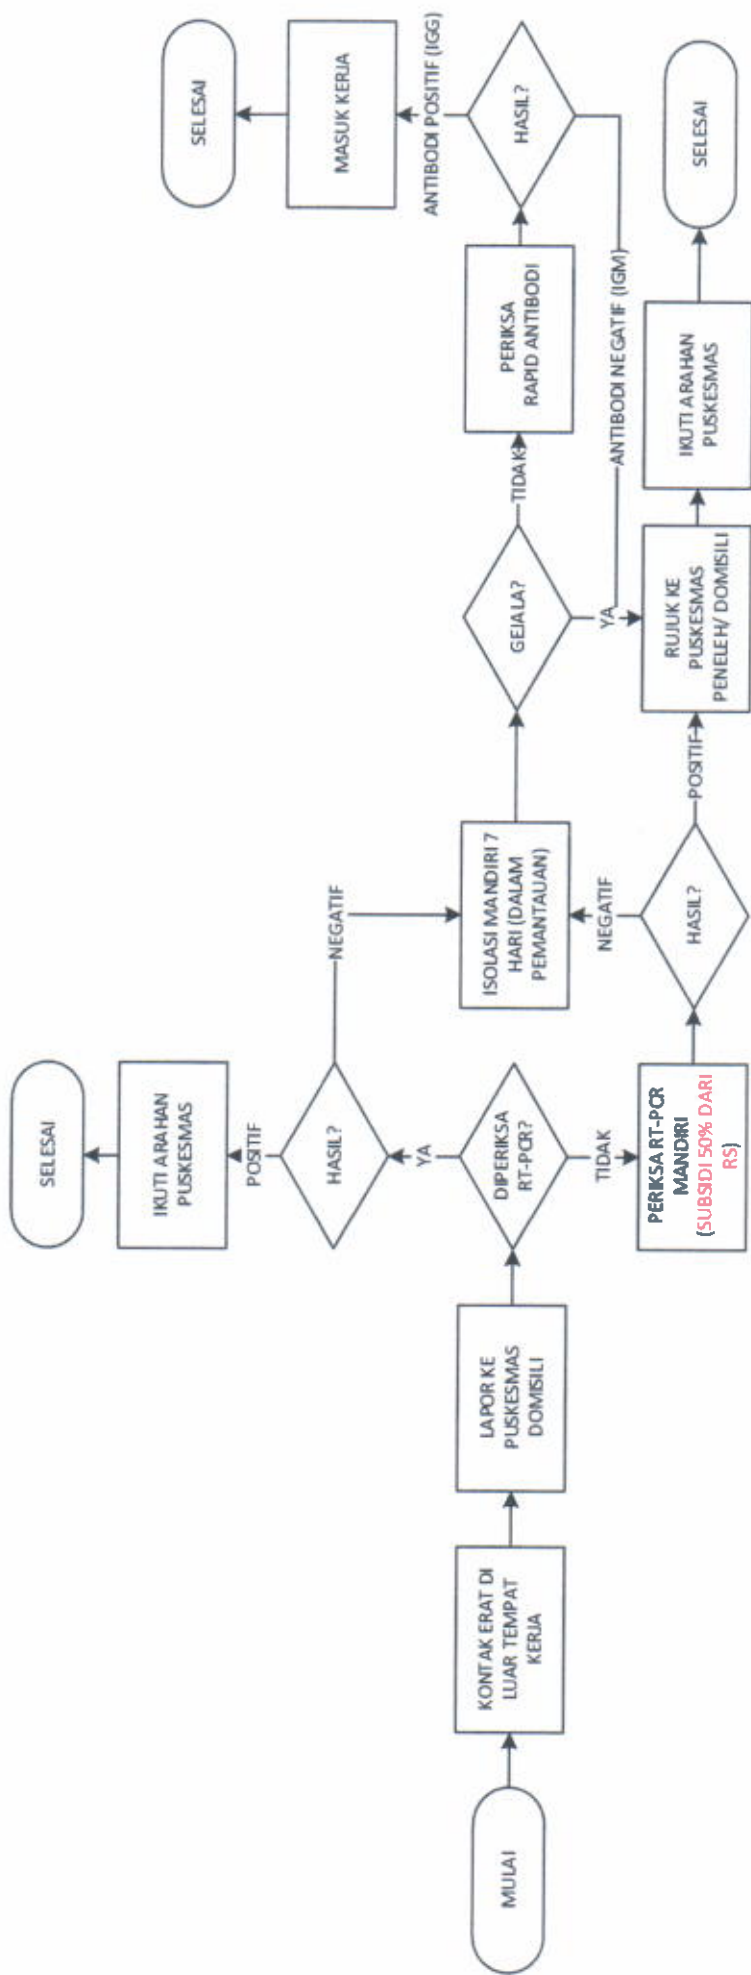 MULAI
KONTAK ERAT DI
LUAR TEMPAT
KERJA
LAPOR KE
PUSKESMAS
DOMISILI
DIPERIKSA
RT-PCR?
YA
TIDAK
HASIL?
POSITIF
NEGATIF
IKUTI ARAHAN
PUSKESMAS
SELESAI
PERIKSA RT-PCR
MANDIRI
(SUBSIDI 50% DARI
RS)
HASIL?
NEGATIF
POSITIF
ISOLASI MANDIRI 7
HARI (DALAM
PEMANTAUAN)
GEJALA?
TIDAK
YA
PERIKSA
RAPID ANTIBODI
HASIL?
ANTIBODI POSITIF (IGG)
ANTIBODI NEGATIF (IGM)
MASUK KERJA
SELESAI
RUJUK KE
PUSKESMAS
PENELEH/ DOMISILI
IKUTI ARAHAN
PUSKESMAS
SELESAI